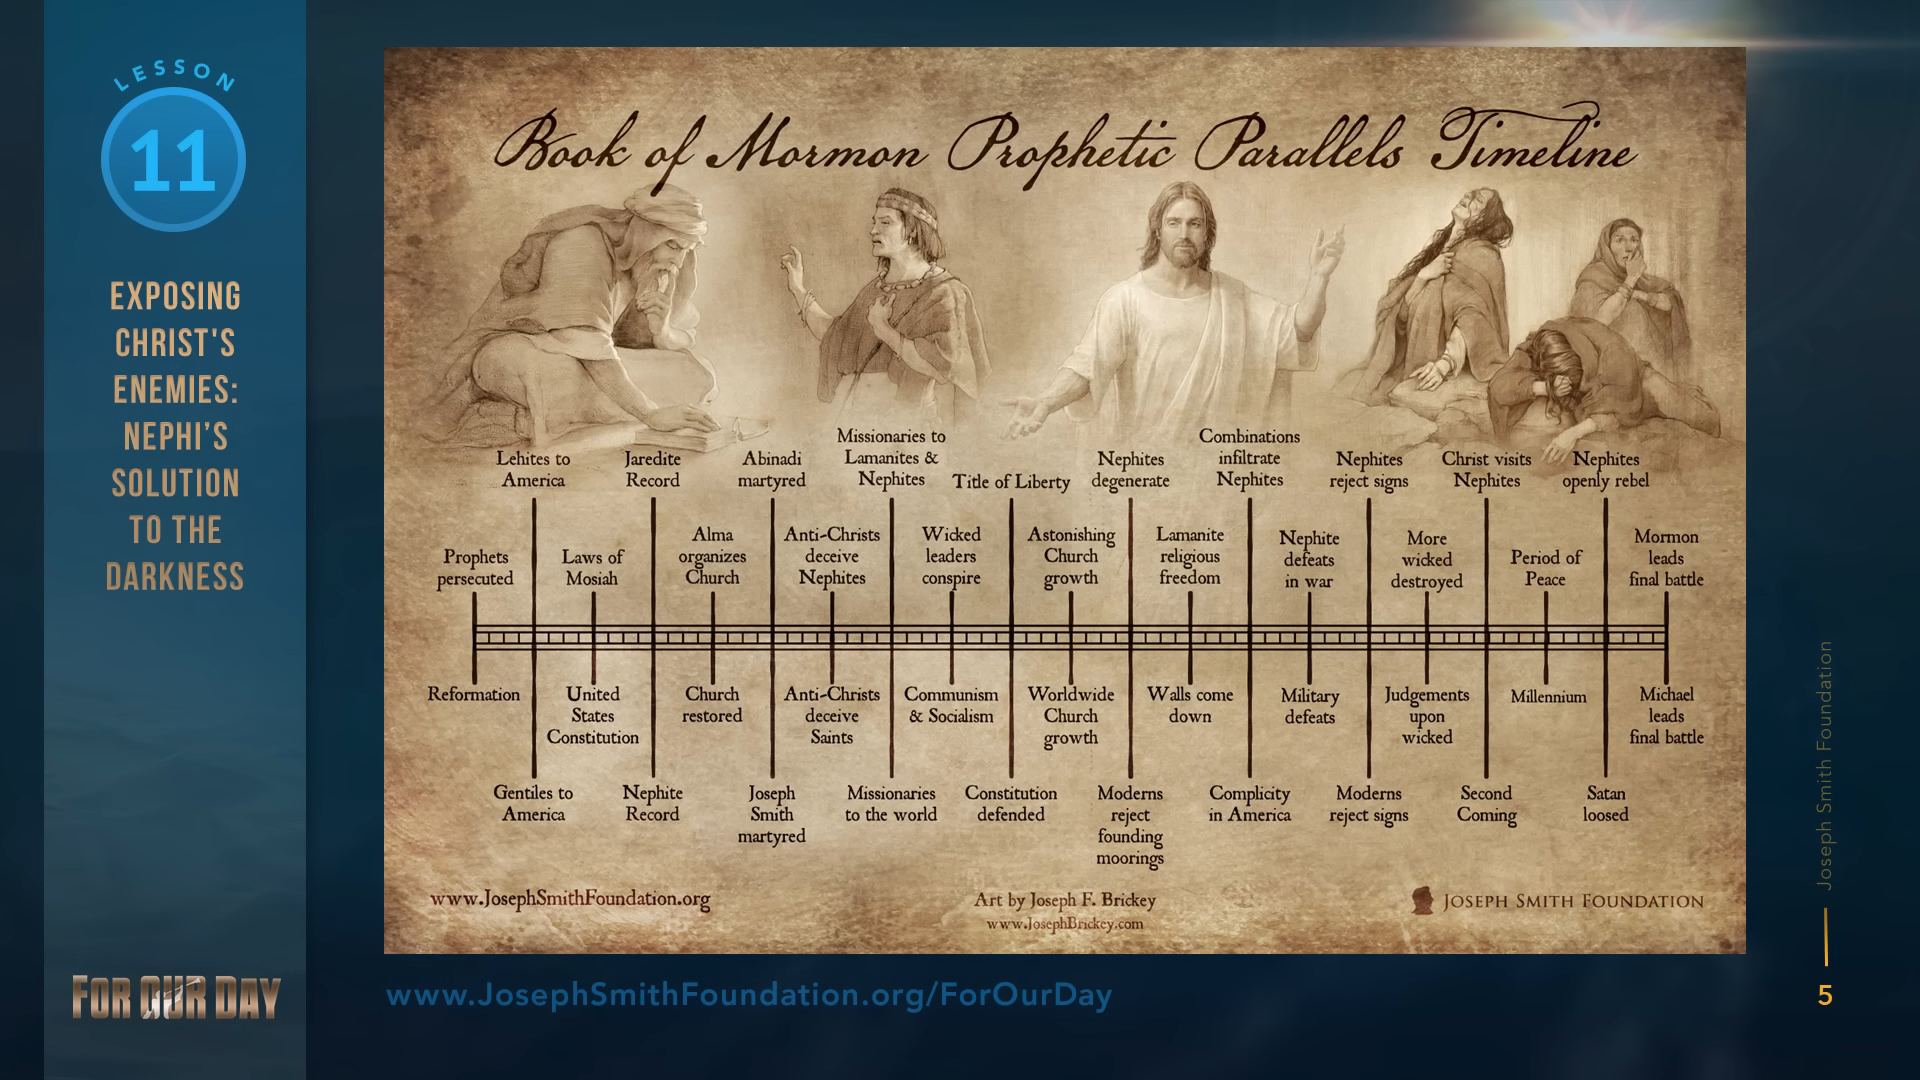 LESSON
11
EXPOSING
CHRIST'S
ENEMIES:
NEPHI'S
SOLUTION
TO THE
DARKNESS
FOR OUR DAY
Book of Mormon Prophetic Parallels Timeline
Lehites to
America
Jaredite
Record
Abinadi
martyred
Missionaries to
Lamanites &
Nephites
Title of Liberty
Nephites
degenerate
Combinations
infiltrate
Nephites
Nephites
reject signs
Christ visits
Nephites
Nephites
openly rebel
Prophets
persecuted
Laws of
Mosiah
Alma
organizes
Church
Anti-Christs
deceive
Nephites
Wicked
leaders
conspire
Astonishing
Church
growth
Lamanite
religious
freedom
Nephite
defeats
in war
More
wicked
destroyed
Period of
Peace
Mormon
leads
final battle
Reformation
United
States
Constitution
Church
restored
Anti-Christs
deceive
Saints
Communism
& Socialism
Worldwide
Church
growth
Walls come
down
Military
defeats
Judgements
upon
wicked
Millennium
Michael
leads
final battle
Gentiles to
America
Nephite
Record
Joseph
Smith
martyred
Missionaries
to the world
Constitution
defended
Moderns
reject
founding
moorings
Complicity
in America
Moderns
reject signs
Second
Coming
Satan
loosed
www.JosephSmithFoundation.org
Art by Joseph F. Brickey
www.JosephBrickey.com
JOSEPH SMITH FOUNDATION
www.JosephSmithFoundation.org/ForOurDay
Joseph Smith Foundation
5